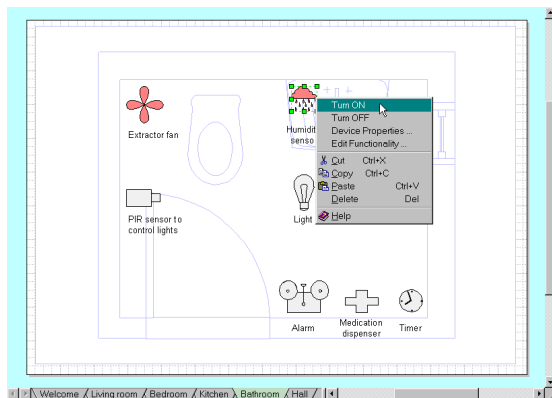 Extractor fan
Humidit
senso
Turn ON
Turn OFF
Device Properties ...
Edit Functionality ...
Cut Ctrl+X
Copy Ctrl+C
Paste Ctrl+V
Delete Del
Help
PIR sensor to
control lights
Light
Alarm
Medication
dispenser
Timer
Welcome Living room Bedroom Kitchen Bathroom Hall